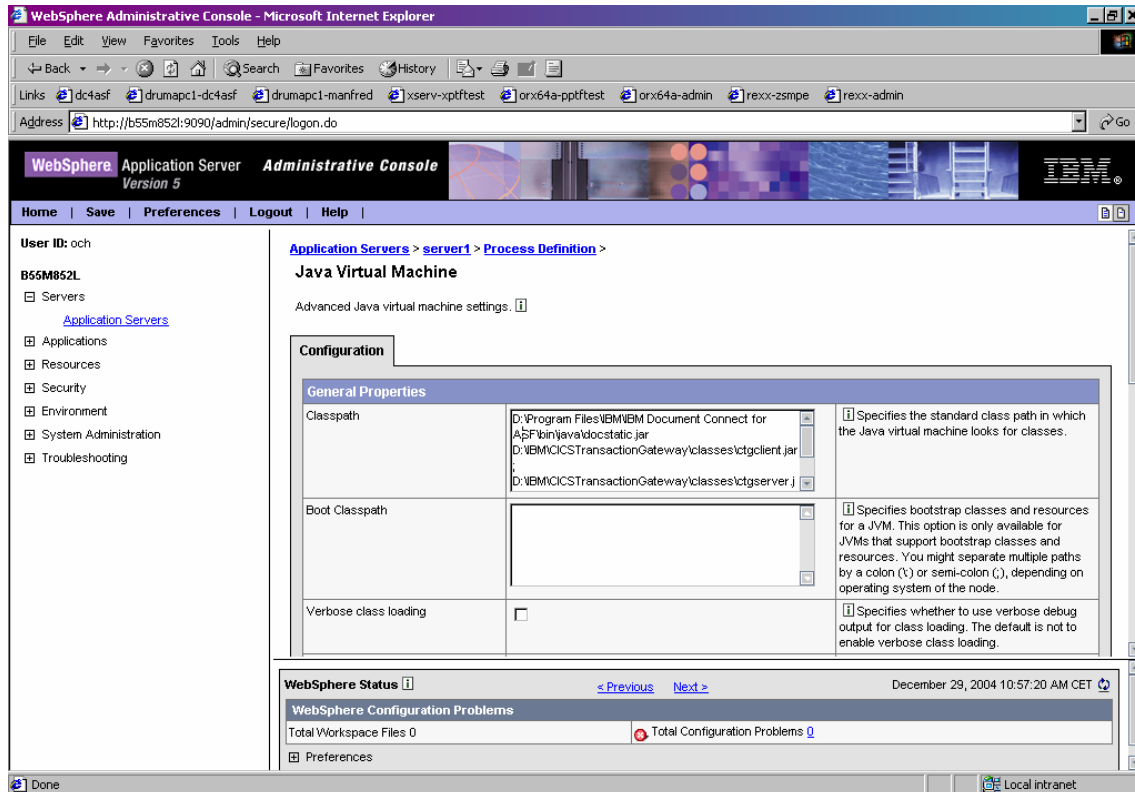 WebSphere Administrative Console - Microsoft Internet Explorer
File Edit View Favorites Tools Help
Back Search Favorites History
Links dc4asf drumapc1-dc4asf drumapc1-manfred xserv-xptftest orx64a-pptftest orx64a-admin rexx-zsmpe rexx-admin
Address http://b55m852l:9090/admin/secure/logon.do Go
WebSphere Application Server Administrative Console
Version 5
IBM
Home | Save | Preferences | Logout | Help |
User ID: och
B55M852L
Servers
Application Servers
Applications
Resources
Security
Environment
System Administration
Troubleshooting
Application Servers > server1 > Process Definition >
Java Virtual Machine
Advanced Java virtual machine settings. i
Configuration
General Properties
Classpath
D:\Program Files\IBM\IBM Document Connect for
ASF\bin\java\docstatic.jar
D:\IBM\CICSTransactionGateway\classes\ctgclient.jar
;
D:\IBM\CICSTransactionGateway\classes\ctgserver.j
i Specifies the standard class path in which
the Java virtual machine looks for classes.
Boot Classpath
i Specifies bootstrap classes and resources
for a JVM. This option is only available for
JVMs that support bootstrap classes and
resources. You might separate multiple paths
by a colon (':') or semi-colon (;), depending on
operating system of the node.
Verbose class loading
i Specifies whether to use verbose debug
output for class loading. The default is not to
enable verbose class loading.
WebSphere Status i
< Previous Next >
December 29, 2004 10:57:20 AM CET
WebSphere Configuration Problems
Total Workspace Files 0
Total Configuration Problems 0
Preferences
Done
Local intranet